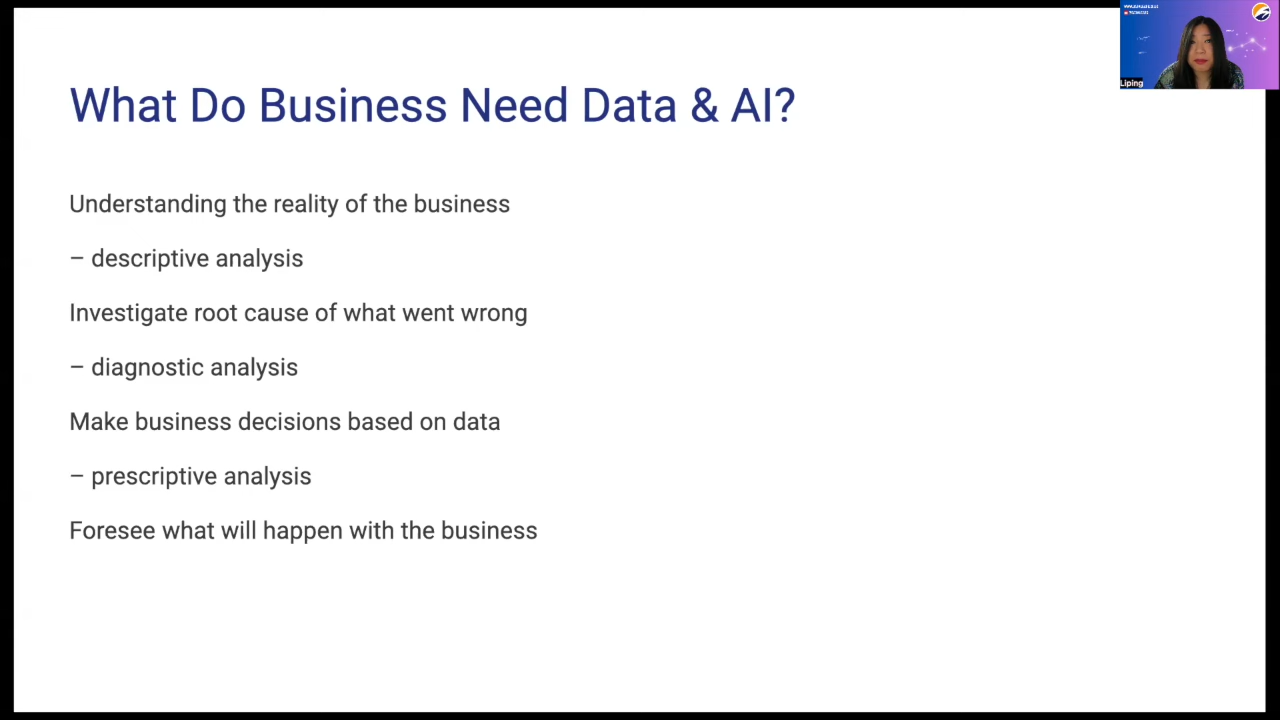 What Do Business Need Data & AI?
Understanding the reality of the business
– descriptive analysis
Investigate root cause of what went wrong
– diagnostic analysis
Make business decisions based on data
– prescriptive analysis
Foresee what will happen with the business
Liping